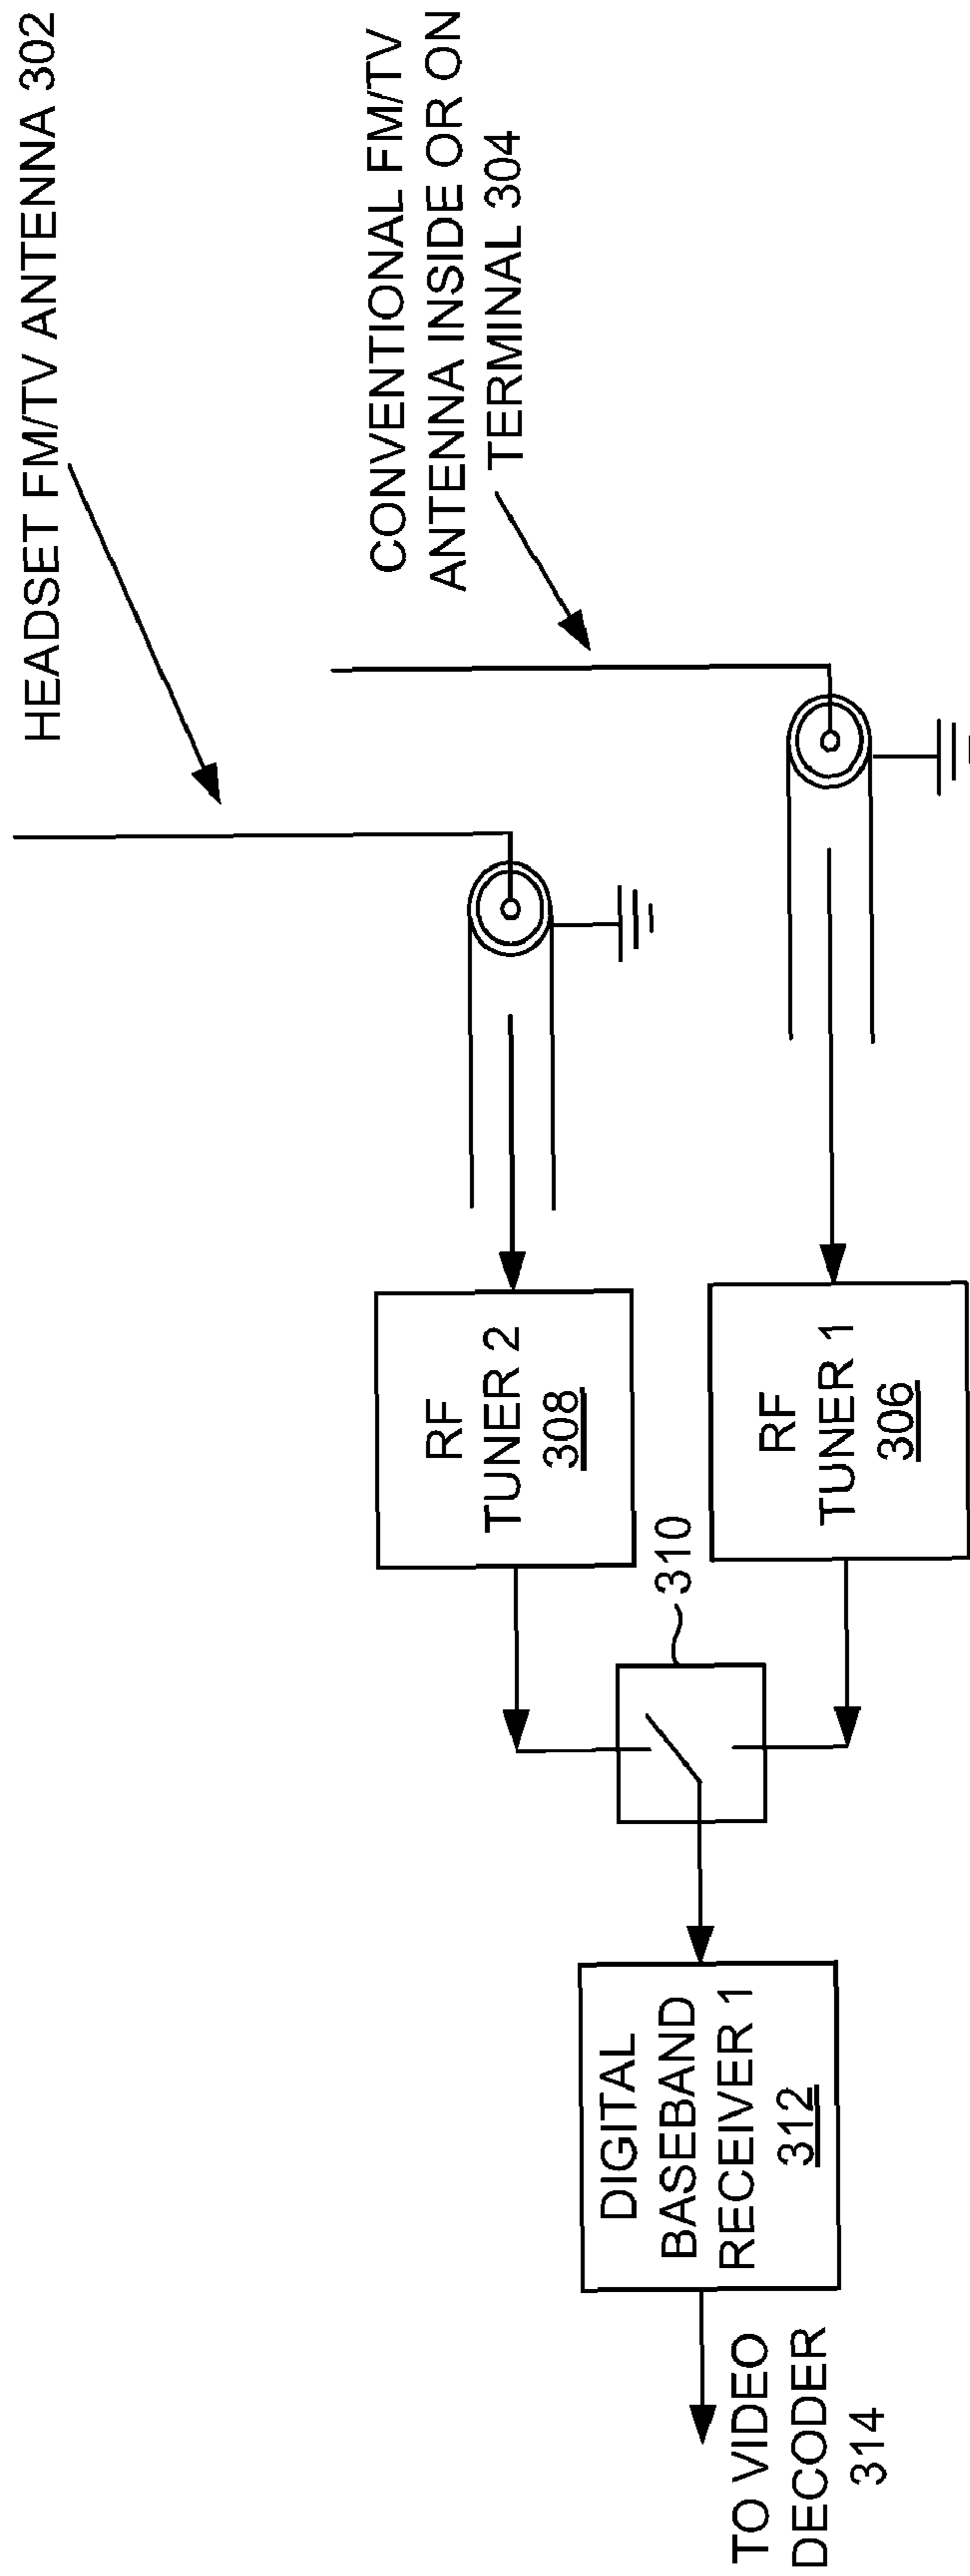 HEADSET FM/TV ANTENNA 302
CONVENTIONAL FM/TV
ANTENNA INSIDE OR ON
TERMINAL 304
RF
TUNER 2
308
RF
TUNER 1
306
310
DIGITAL
BASEBAND
RECEIVER 1
312
TO VIDEO
DECODER
314